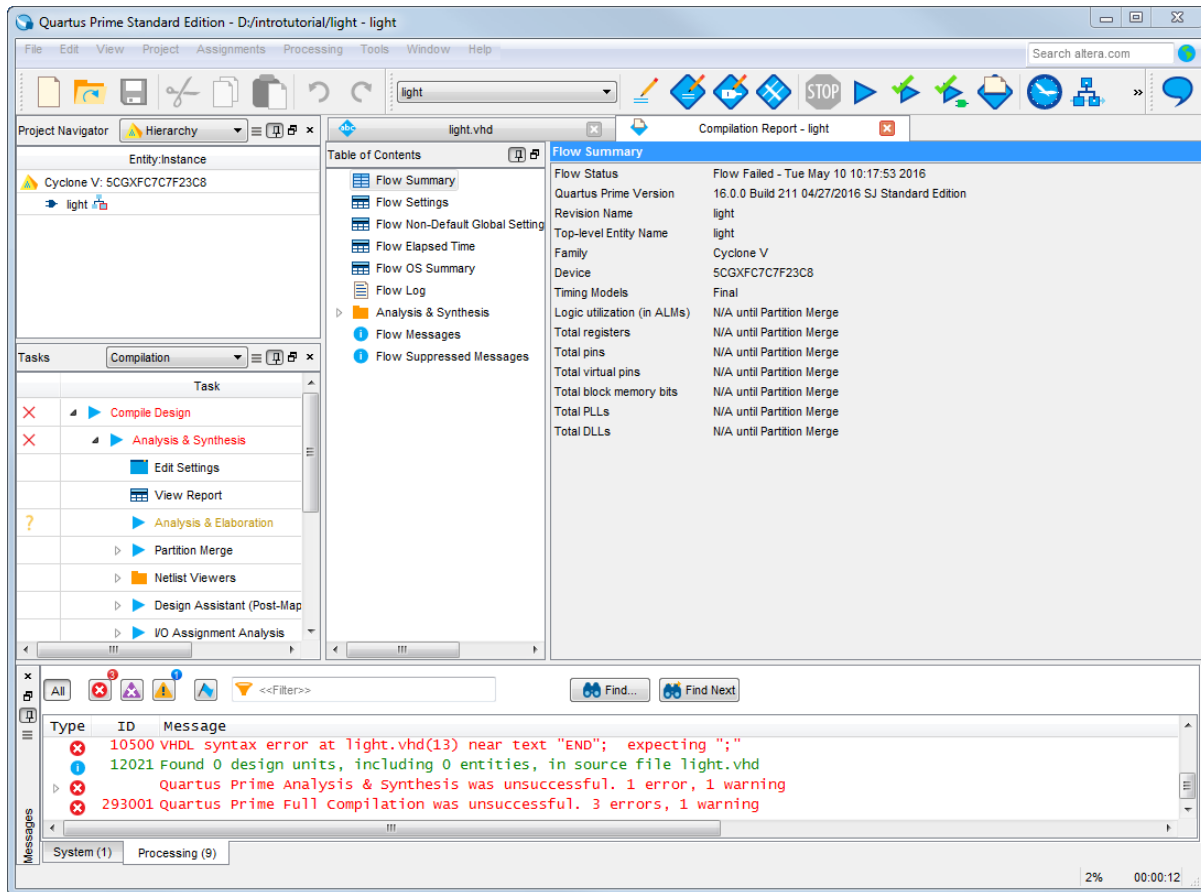 Quartus Prime Standard Edition - D:/introtutorial/light - light
File Edit View Project Assignments Processing Tools Window Help
Search altera.com
light
STOP
»
Project Navigator
Hierarchy
Entity:Instance
Cyclone V: 5CGXFC7C7F23C8
light
Tasks
Compilation
Task
Compile Design
Analysis & Synthesis
Edit Settings
View Report
? Analysis & Elaboration
Partition Merge
Netlist Viewers
Design Assistant (Post-Map
I/O Assignment Analysis
abc light.vhd
Compilation Report - light
Table of Contents
Flow Summary
Flow Settings
Flow Non-Default Global Setting
Flow Elapsed Time
Flow OS Summary
Flow Log
Analysis & Synthesis
Flow Messages
Flow Suppressed Messages
Flow Summary
Flow Status Flow Failed - Tue May 10 10:17:53 2016
Quartus Prime Version 16.0.0 Build 211 04/27/2016 SJ Standard Edition
Revision Name light
Top-level Entity Name light
Family Cyclone V
Device 5CGXFC7C7F23C8
Timing Models Final
Logic utilization (in ALMs) N/A until Partition Merge
Total registers N/A until Partition Merge
Total pins N/A until Partition Merge
Total virtual pins N/A until Partition Merge
Total block memory bits N/A until Partition Merge
Total PLLs N/A until Partition Merge
Total DLLs N/A until Partition Merge
All 3 1 <<Filter>> Find... Find Next
Type ID Message
10500 VHDL syntax error at light.vhd(13) near text "END"; expecting ";"
12021 Found 0 design units, including 0 entities, in source file light.vhd
Quartus Prime Analysis & Synthesis was unsuccessful. 1 error, 1 warning
293001 Quartus Prime Full Compilation was unsuccessful. 3 errors, 1 warning
Messages
System (1) Processing (9)
2% 00:00:12